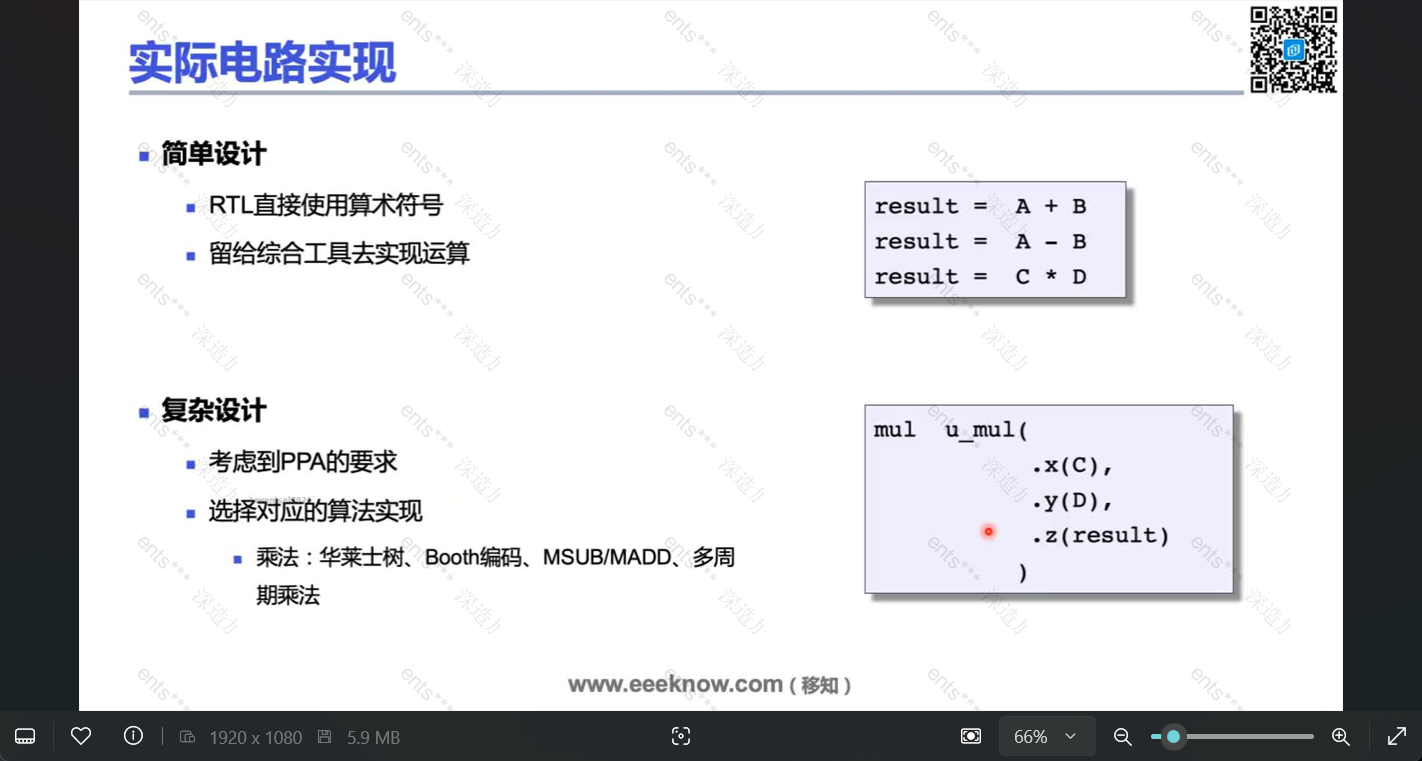 实际电路实现
简单设计
RTL直接使用算术符号
留给综合工具去实现运算
result =  A + B
result =  A - B
result =  C * D
复杂设计
考虑到PPA的要求
选择对应的算法实现
乘法：华莱士树、Booth编码、MSUB/MADD、多周
期乘法
mul  u_mul(
.x(C),
.y(D),
.z(result)
)
www.eeeknow.com ( 移知 )
ents***
深造力
1920 x 1080
5.9 MB
66%